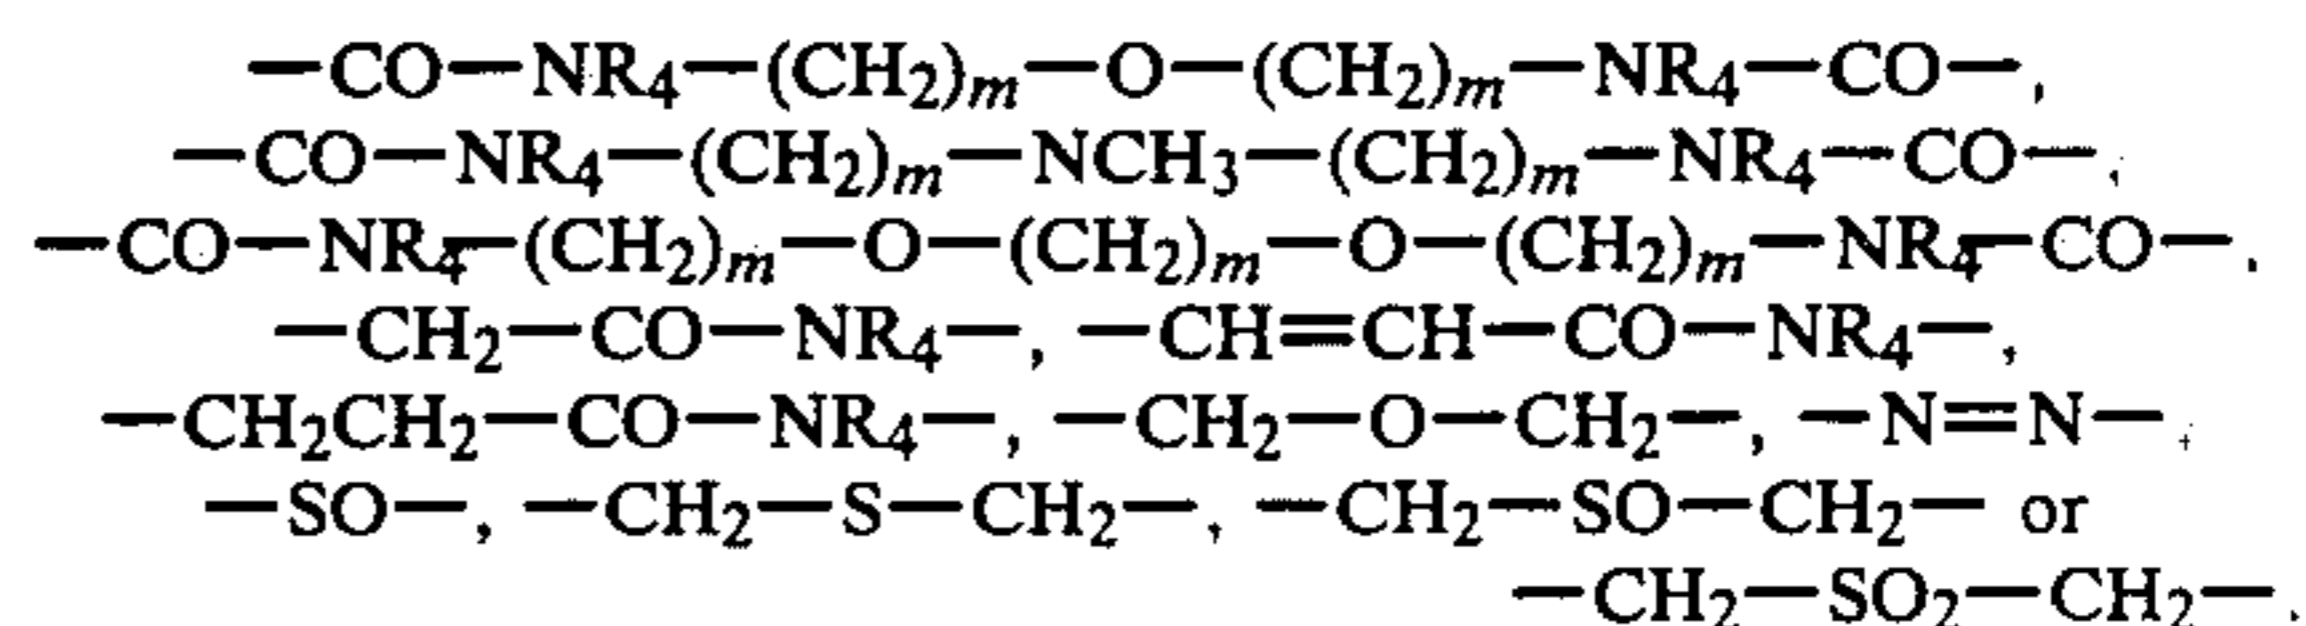 —CO—NR₄—(CH₂)ₘ—O—(CH₂)ₘ—NR₄—CO—,
—CO—NR₄—(CH₂)ₘ—NCH₃—(CH₂)ₘ—NR₄—CO—,
—CO—NR₄—(CH₂)ₘ—O—(CH₂)ₘ—O—(CH₂)ₘ—NR₄—CO—.
—CH₂—CO—NR₄—, —CH=CH—CO—NR₄—,
—CH₂CH₂—CO—NR₄—, —CH₂—O—CH₂—, —N=N—,
—SO—, —CH₂—S—CH₂—, —CH₂—SO—CH₂— or
—CH₂—SO₂—CH₂—.